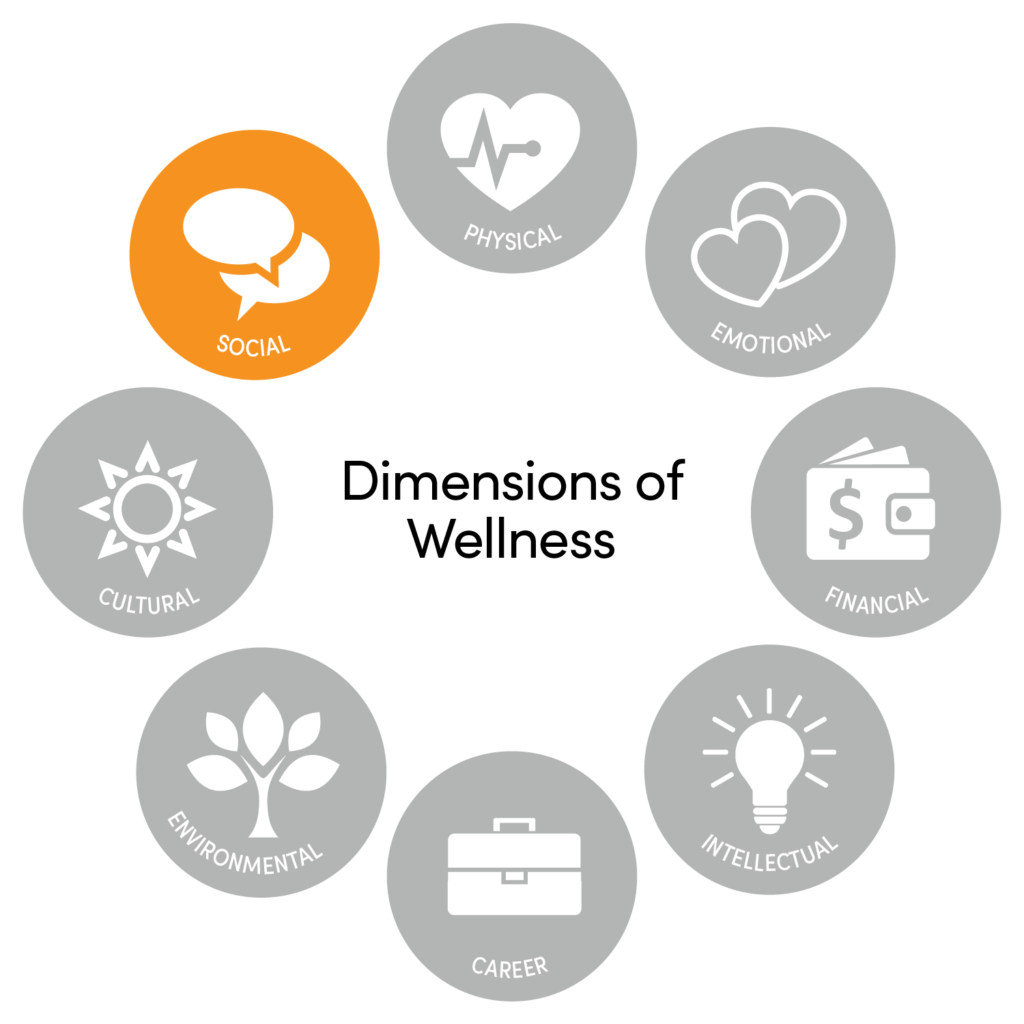 PHYSICAL
EMOTIONAL
FINANCIAL
INTELLECTUAL
CAREER
ENVIRONMENTAL
CULTURAL
SOCIAL
Dimensions of
Wellness
$